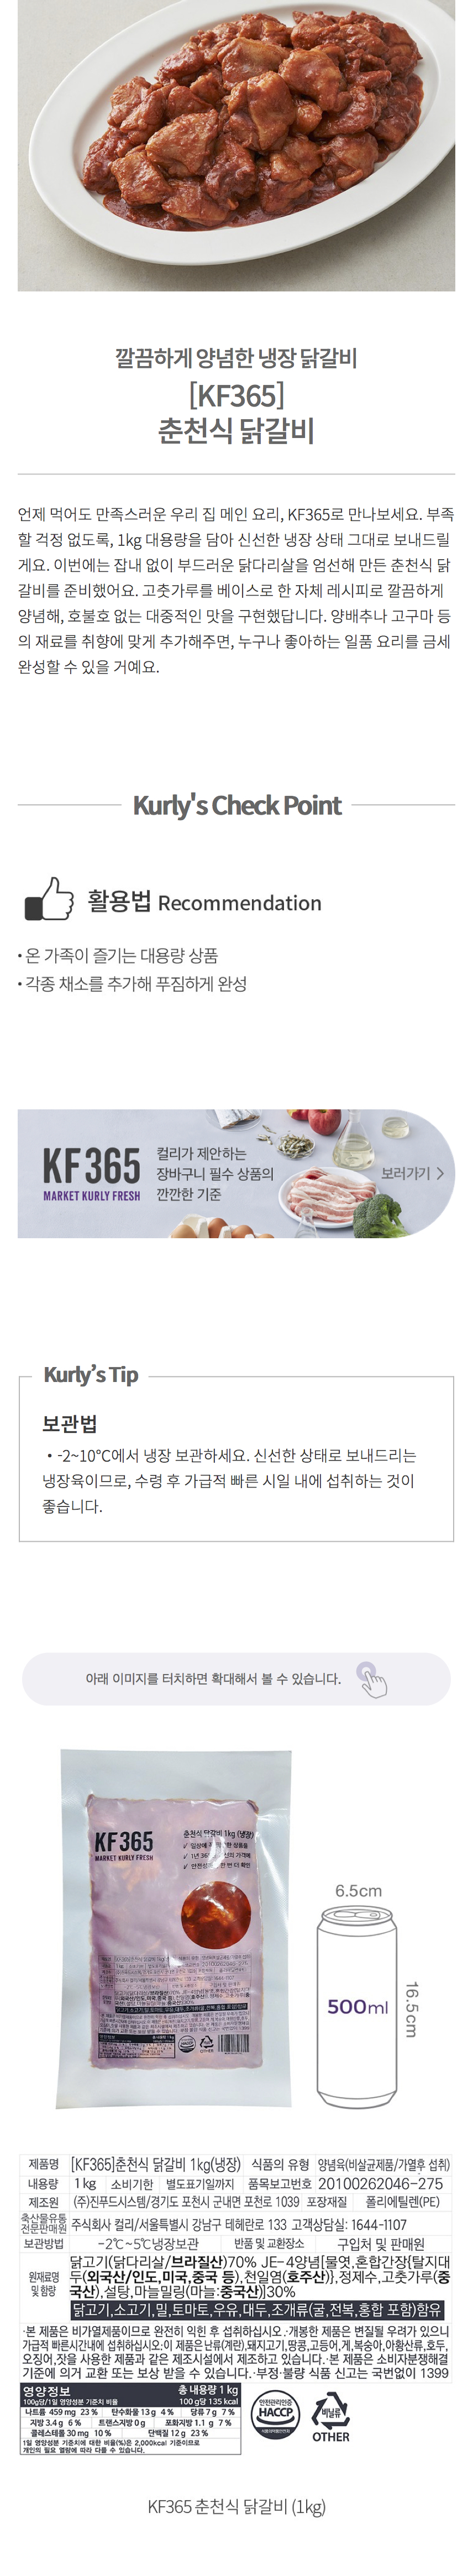 깔끔하게 양념한 냉장 닭갈비
[KF365]
춘천식 닭갈비
언제 먹어도 만족스러운 우리 집 메인 요리, KF365로 만나보세요. 부족
할 걱정 없도록, 1kg 대용량을 담아 신선한 냉장 상태 그대로 보내드릴
게요. 이번에는 잡내 없이 부드러운 닭다리살을 엄선해 만든 춘천식 닭
갈비를 준비했어요. 고춧가루를 베이스로 한 자체 레시피로 깔끔하게
양념해, 호불호 없는 대중적인 맛을 구현했답니다. 양배추나 고구마 등
의 재료를 취향에 맞게 추가해주면, 누구나 좋아하는 일품 요리를 금세
완성할 수 있을 거예요.
Kurly's Check Point
활용법 Recommendation
• 온 가족이 즐기는 대용량 상품
• 각종 채소를 추가해 푸짐하게 완성
KF365
MARKET KURLY FRESH
컬리가 제안하는
장바구니 필수 상품의
깐깐한 기준
보러가기 >
Kurly's Tip
보관법
• -2~10℃에서 냉장 보관하세요. 신선한 상태로 보내드리는
냉장육이므로, 수령 후 가급적 빠른 시일 내에 섭취하는 것이
좋습니다.
아래 이미지를 터치하면 확대해서 볼 수 있습니다.
KF365
MARKET KURLY FRESH
춘천식 닭갈비 1kg (냉장)
6.5cm
500ml
16.5cm
제품명 [KF365]춘천식 닭갈비 1kg(냉장) 식품의 유형 양념육(비살균제품/가열후 섭취)
내용량 1kg 소비기한 별도표기일까지 품목보고번호 20100262046-275
제조원 (주)진푸드시스템/경기도 포천시 군내면 포천로 1039 포장재질 폴리에틸렌(PE)
축산물유통전문판매원 주식회사 컬리/서울특별시 강남구 테헤란로 133 고객상담실: 1644-1107
보관방법 -2℃~5℃냉장보관 반품 및 교환장소 구입처 및 판매원
원재료명 및 함량 닭고기(닭다리살/브라질산)70% JE-4양념[물엿,혼합간장{탈지대
두(외국산/인도,미국,중국 등),천일염(호주산)},정제수,고춧가루(중
국산),설탕,마늘밀링(마늘:중국산)]30%
닭고기,소고기,밀,토마토,우유,대두,조개류(굴,전복,홍합 포함)함유
·본 제품은 비가열제품이므로 완전히 익힌 후 섭취하십시오.·개봉한 제품은 변질될 우려가 있으니
가급적 빠른시간내에 섭취하십시오·이 제품은난류(계란),돼지고기,땅콩,고등어,게,복숭아,아황산류,호두,
오징어,잣을 사용한 제품과 같은 제조시설에서 제조하고 있습니다.·본 제품은 소비자분쟁해결
기준에 의거 교환 또는 보상 받을 수 있습니다.·부정·불량 식품 신고는 국번없이 1399
영양정보 총 내용량 1 kg
100g당/1일 영양성분 기준치 비율 100 g당 135 kcal
나트륨 459 mg 23 % 탄수화물 13 g 4 % 당류 7 g 7 %
지방 3.4 g 6 % 트랜스지방 0 g 포화지방 1.1 g 7 %
콜레스테롤 30 mg 10 % 단백질 12 g 23 %
1일 영양성분 기준치에 대한 비율(%)은 2,000kcal 기준이므로
개인의 필요 열량에 따라 다를 수 있습니다.
안전관리인증
HACCP
비닐류
OTHER
KF365 춘천식 닭갈비 (1kg)